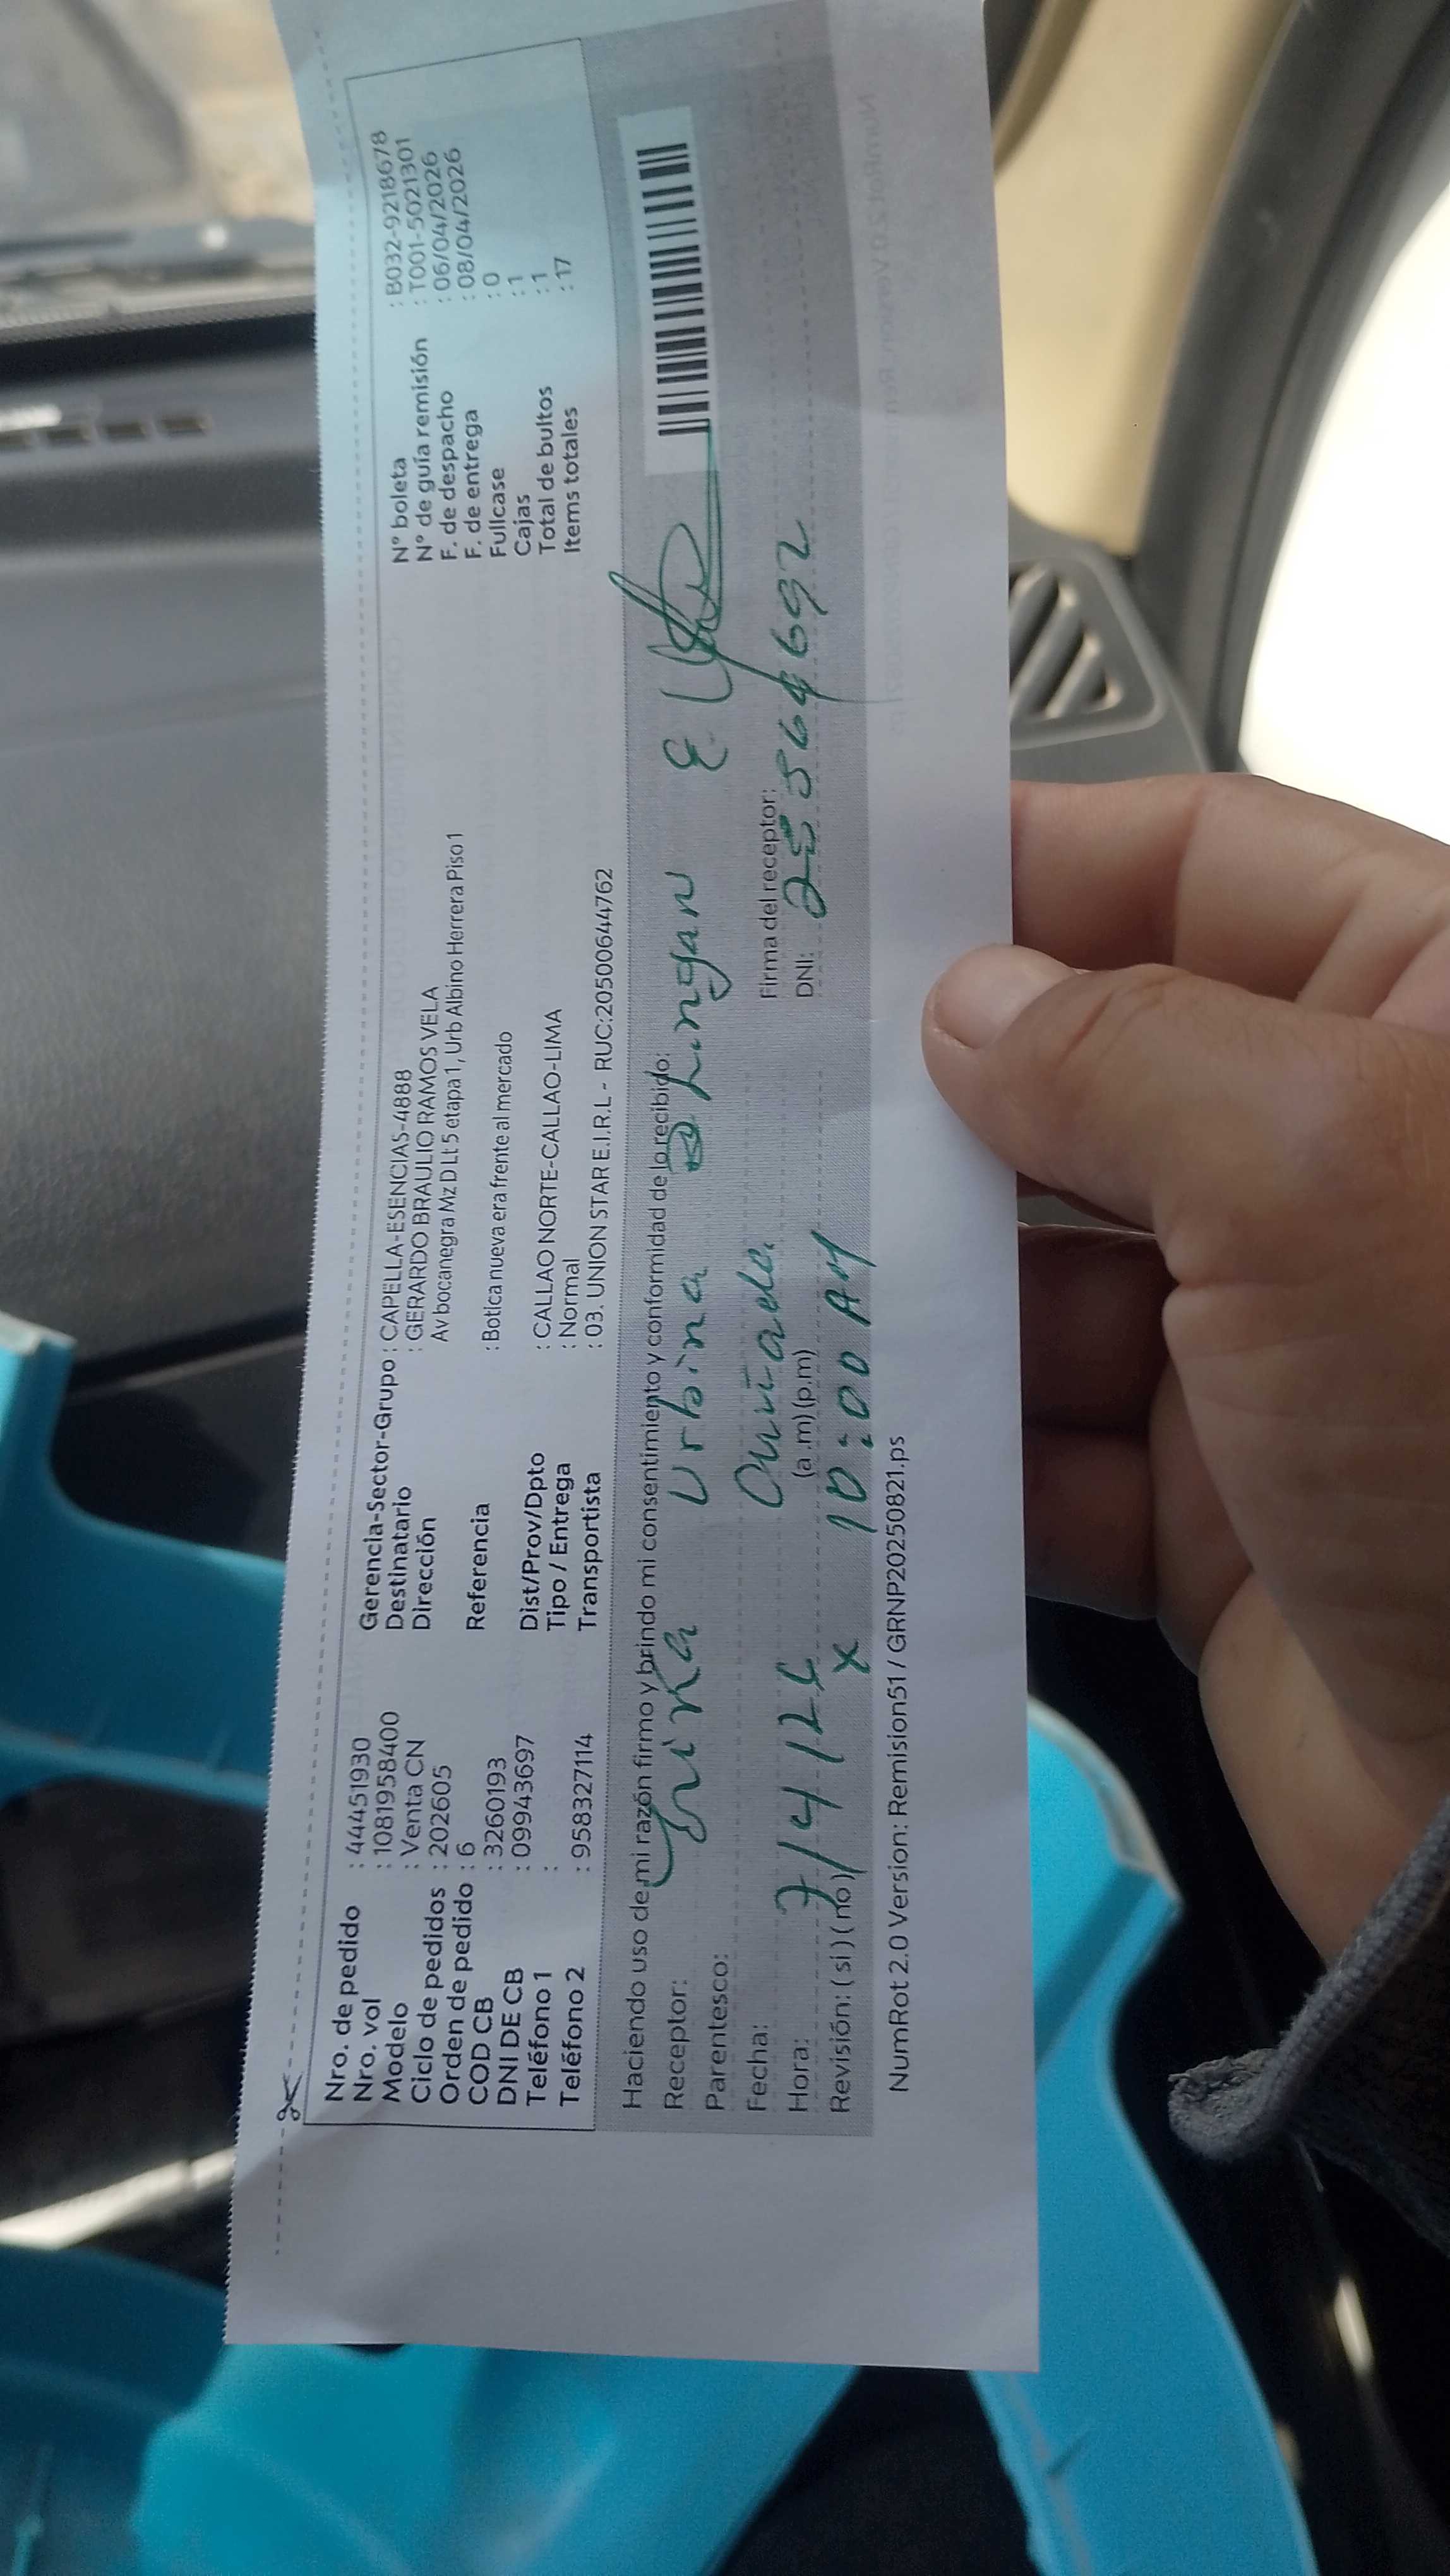 Nro. de pedido : 44451930
Nro. vol : 1081958400
Modelo : Venta CN
Ciclo de pedidos : 202605
Orden de pedido : 6
COD CB : 3260193
DNI DE CB : 09943697
Teléfono 1 :
Teléfono 2 : 958327114
Gerencia-Sector-Grupo : CAPELLA-ESENCIAS-4888
Destinatario : GERARDO BRAULIO RAMOS VELA
Dirección Av bocanegra Mz D Lt 5 etapa 1, Urb Albino Herrera Piso 1
Referencia : Botica nueva era frente al mercado
Dist/Prov/Dpto : CALLAO NORTE-CALLAO-LIMA
Tipo / Entrega : Normal
Transportista : 03. UNION STAR E.I.R.L - RUC:20500644762
N° boleta : B032-9218678
N° de guía remisión : T001-5021301
F. de despacho : 06/04/2026
F. de entrega : 08/04/2026
Fullcase : 0
Cajas : 1
Total de bultos : 1
Items totales : 17
Haciendo uso de mi razón firmo y brindo mi consentimiento y conformidad de lo recibido:
Receptor: Urbina
Parentesco:
Fecha: 7/4/26
Firma del receptor:
Hora: (a.m) (p.m) 10:00 AM
DNI:
Revisión: ( sí ) ( no ) X
NumRot 2.0 Version: Remision51 / GRNP20250821.ps